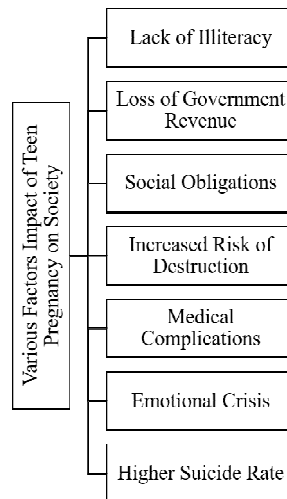 Various Factors Impact of Teen
Pregnancy on Society
Lack of Illiteracy
Loss of Government
Revenue
Social Obligations
Increased Risk of
Destruction
Medical
Complications
Emotional Crisis
Higher Suicide Rate